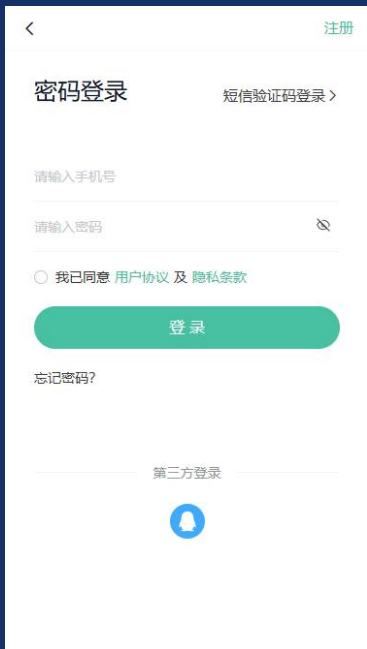 注册
密码登录
短信验证码登录
请输入手机号
请输入密码
我已同意 用户协议 及 隐私条款
登录
忘记密码?
第三方登录